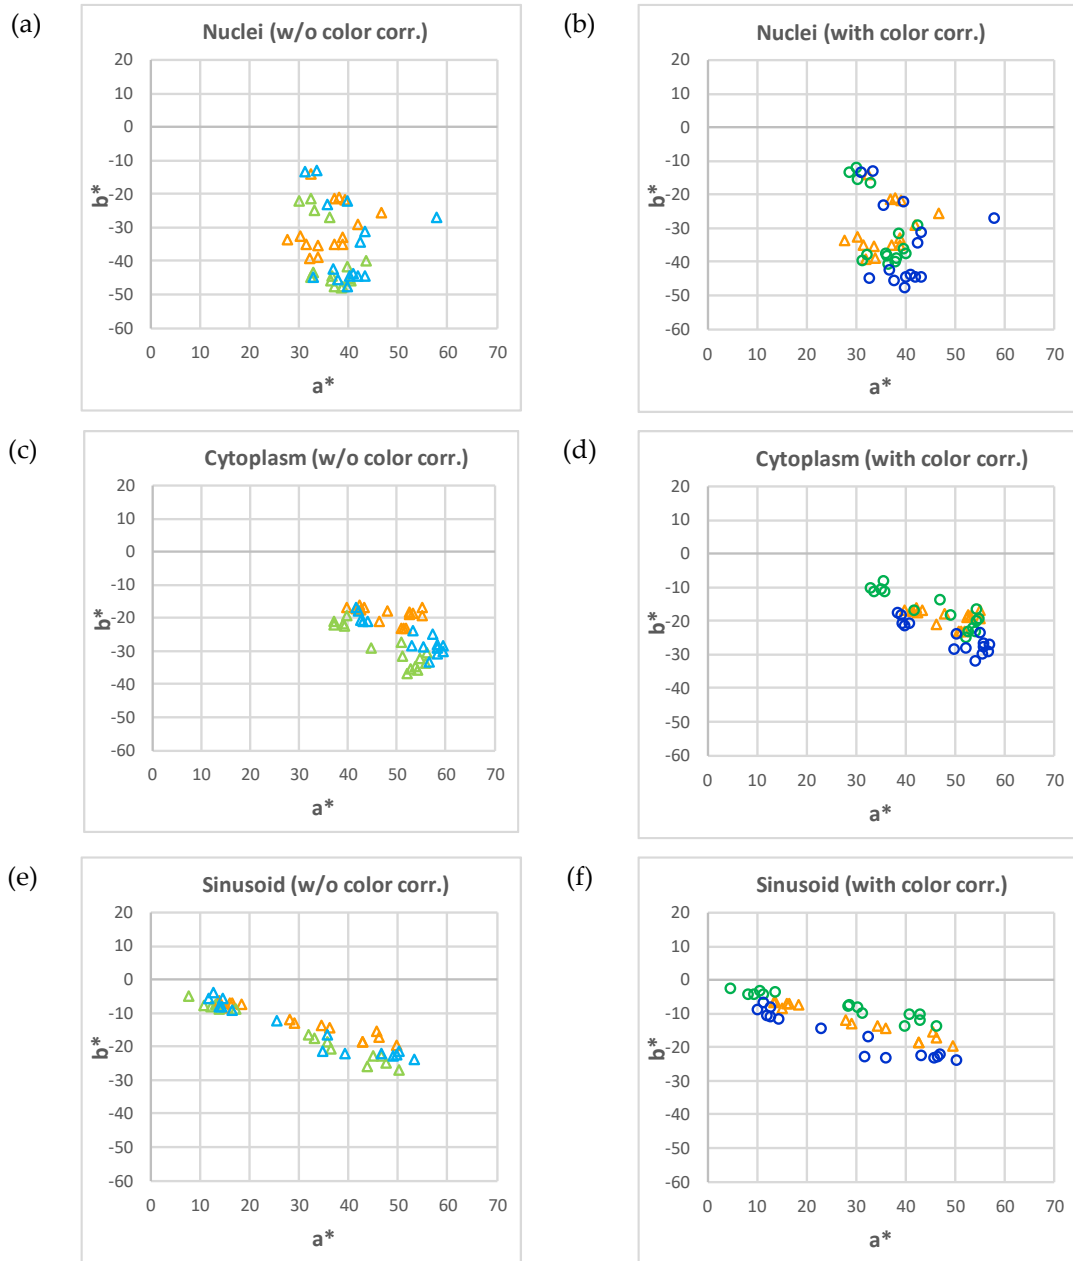 (a)
Nuclei (w/o color corr.)
20
10
0
-10
-20
-30
-40
-50
-60
b*
0 10 20 30 40 50 60 70
a*
(b)
Nuclei (with color corr.)
20
10
0
-10
-20
-30
-40
-50
-60
b*
0 10 20 30 40 50 60 70
a*
(c)
Cytoplasm (w/o color corr.)
20
10
0
-10
-20
-30
-40
-50
-60
b*
0 10 20 30 40 50 60 70
a*
(d)
Cytoplasm (with color corr.)
20
10
0
-10
-20
-30
-40
-50
-60
b*
0 10 20 30 40 50 60 70
a*
(e)
Sinusoid (w/o color corr.)
20
10
0
-10
-20
-30
-40
-50
-60
b*
0 10 20 30 40 50 60 70
a*
(f)
Sinusoid (with color corr.)
20
10
0
-10
-20
-30
-40
-50
-60
b*
0 10 20 30 40 50 60 70
a*